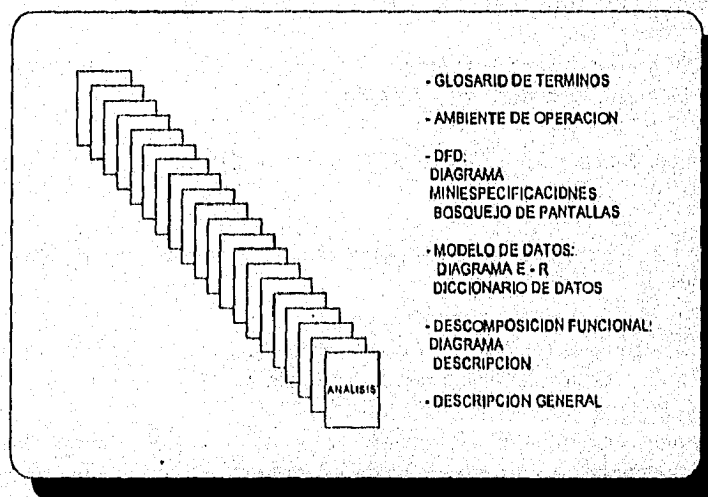 - GLOSARIO DE TERMINOS
- AMBIENTE DE OPERACION
- DFD:
DIAGRAMA
MINIESPECIFICACIONES
BOSQUEJO DE PANTALLAS
- MODELO DE DATOS:
DIAGRAMA E - R
DICCIONARIO DE DATOS
- DESCOMPOSICION FUNCIONAL:
DIAGRAMA
DESCRIPCION
- DESCRIPCION GENERAL
ANALISIS